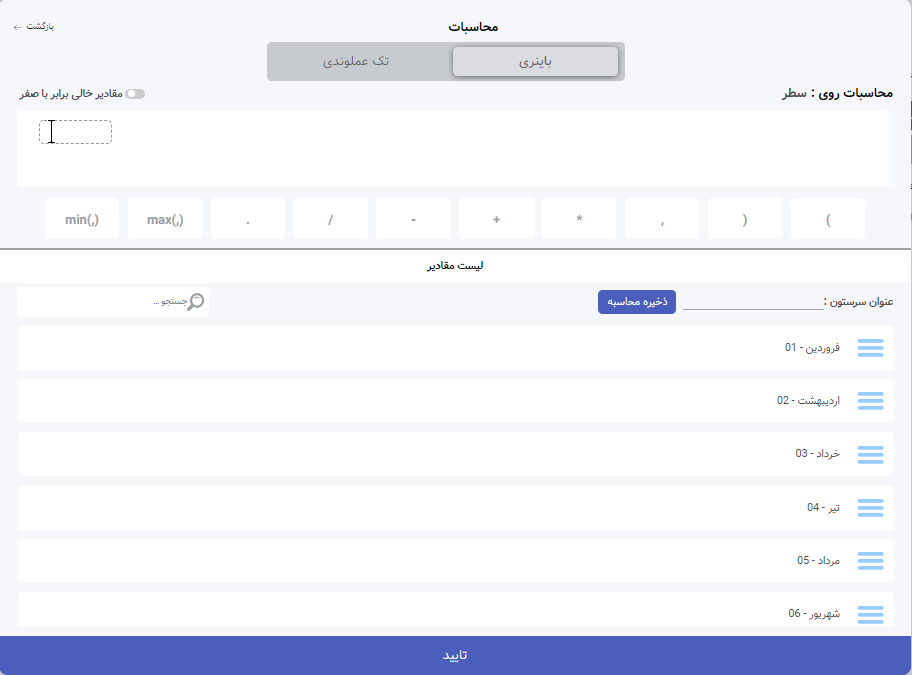 محاسبات
بازگشت ←
باینری
تک عملوندی
محاسبات روی : سطر
مقادیر خالی برابر با صفر
min(,) max(,) . / - + * , ) (
لیست مقادیر
عنوان سرستون :
ذخیره محاسبه
جستجو ...
فروردین - 01
اردیبهشت - 02
خرداد - 03
تیر - 04
مرداد - 05
شهریور - 06
تایید